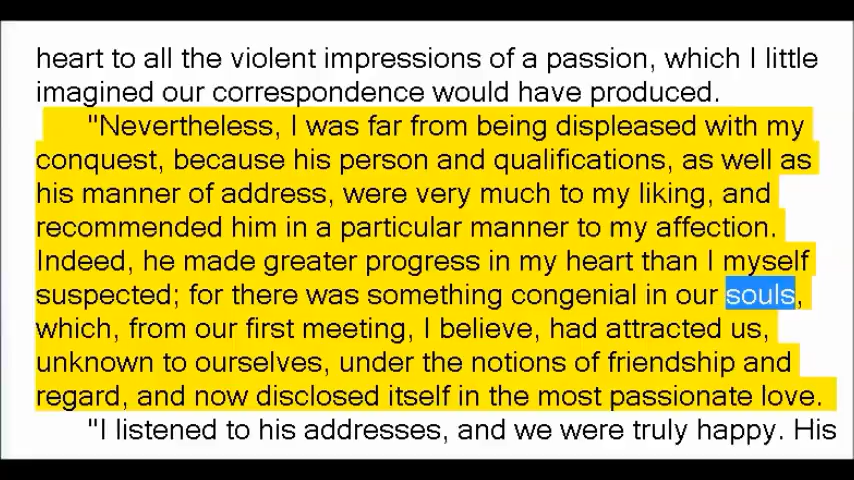 heart to all the violent impressions of a passion, which I little
imagined our correspondence would have produced.
"Nevertheless, I was far from being displeased with my
conquest, because his person and qualifications, as well as
his manner of address, were very much to my liking, and
recommended him in a particular manner to my affection.
Indeed, he made greater progress in my heart than I myself
suspected; for there was something congenial in our souls,
which, from our first meeting, I believe, had attracted us,
unknown to ourselves, under the notions of friendship and
regard, and now disclosed itself in the most passionate love.
"I listened to his addresses, and we were truly happy. His